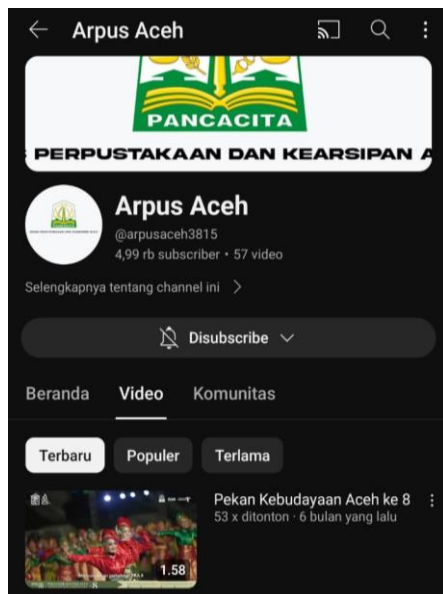 Arpus Aceh
PANCACITA
PERPUSTAKAAN DAN KEARSIPAN A
Arpus Aceh
@arpusaceh3815
4,99 rb subscriber • 57 video
Selengkapnya tentang channel ini
Disubscribe
Beranda Video Komunitas
Terbaru Populer Terlama
Pekan Kebudayaan Aceh ke 8
53 x ditonton · 6 bulan yang lalu
1.58